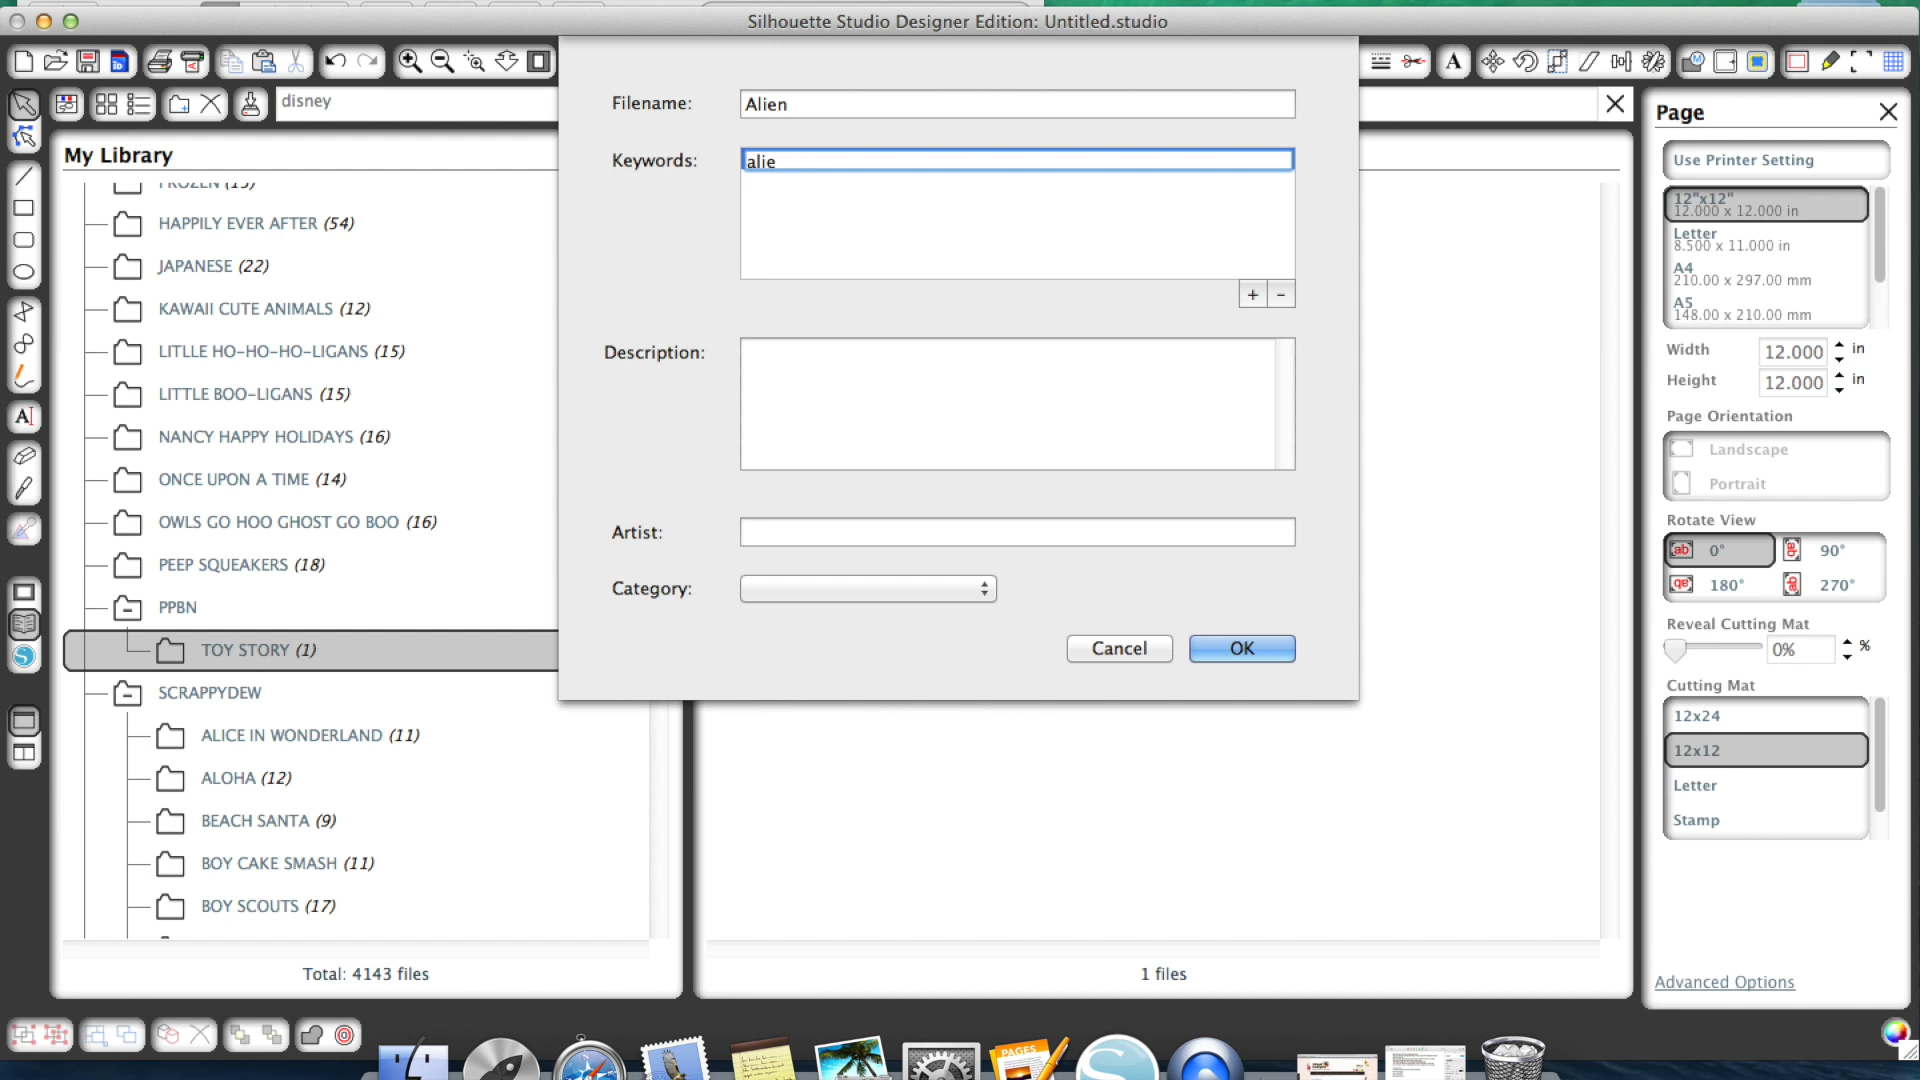 Silhouette Studio Designer Edition: Untitled.studio
disney
My Library
FROZEN (15)
HAPPILY EVER AFTER (54)
JAPANESE (22)
KAWAII CUTE ANIMALS (12)
LITLLE HO-HO-HO-LIGANS (15)
LITTLE BOO-LIGANS (15)
NANCY HAPPY HOLIDAYS (16)
ONCE UPON A TIME (14)
OWLS GO HOO GHOST GO BOO (16)
PEEP SQUEAKERS (18)
PPBN
TOY STORY (1)
SCRAPPYDEW
ALICE IN WONDERLAND (11)
ALOHA (12)
BEACH SANTA (9)
BOY CAKE SMASH (11)
BOY SCOUTS (17)
Total: 4143 files
Filename: Alien
Keywords: alie
+ -
Description:
Artist:
Category:
Cancel OK
1 files
Page
Use Printer Setting
12"x12"
12.000 x 12.000 in
Letter
8.500 x 11.000 in
A4
210.00 x 297.00 mm
A5
148.00 x 210.00 mm
Width 12.000 in
Height 12.000 in
Page Orientation
Landscape
Portrait
Rotate View
ab 0° ab 90°
ab 180° ab 270°
Reveal Cutting Mat
0% %
Cutting Mat
12x24
12x12
Letter
Stamp
Advanced Options
PAGES